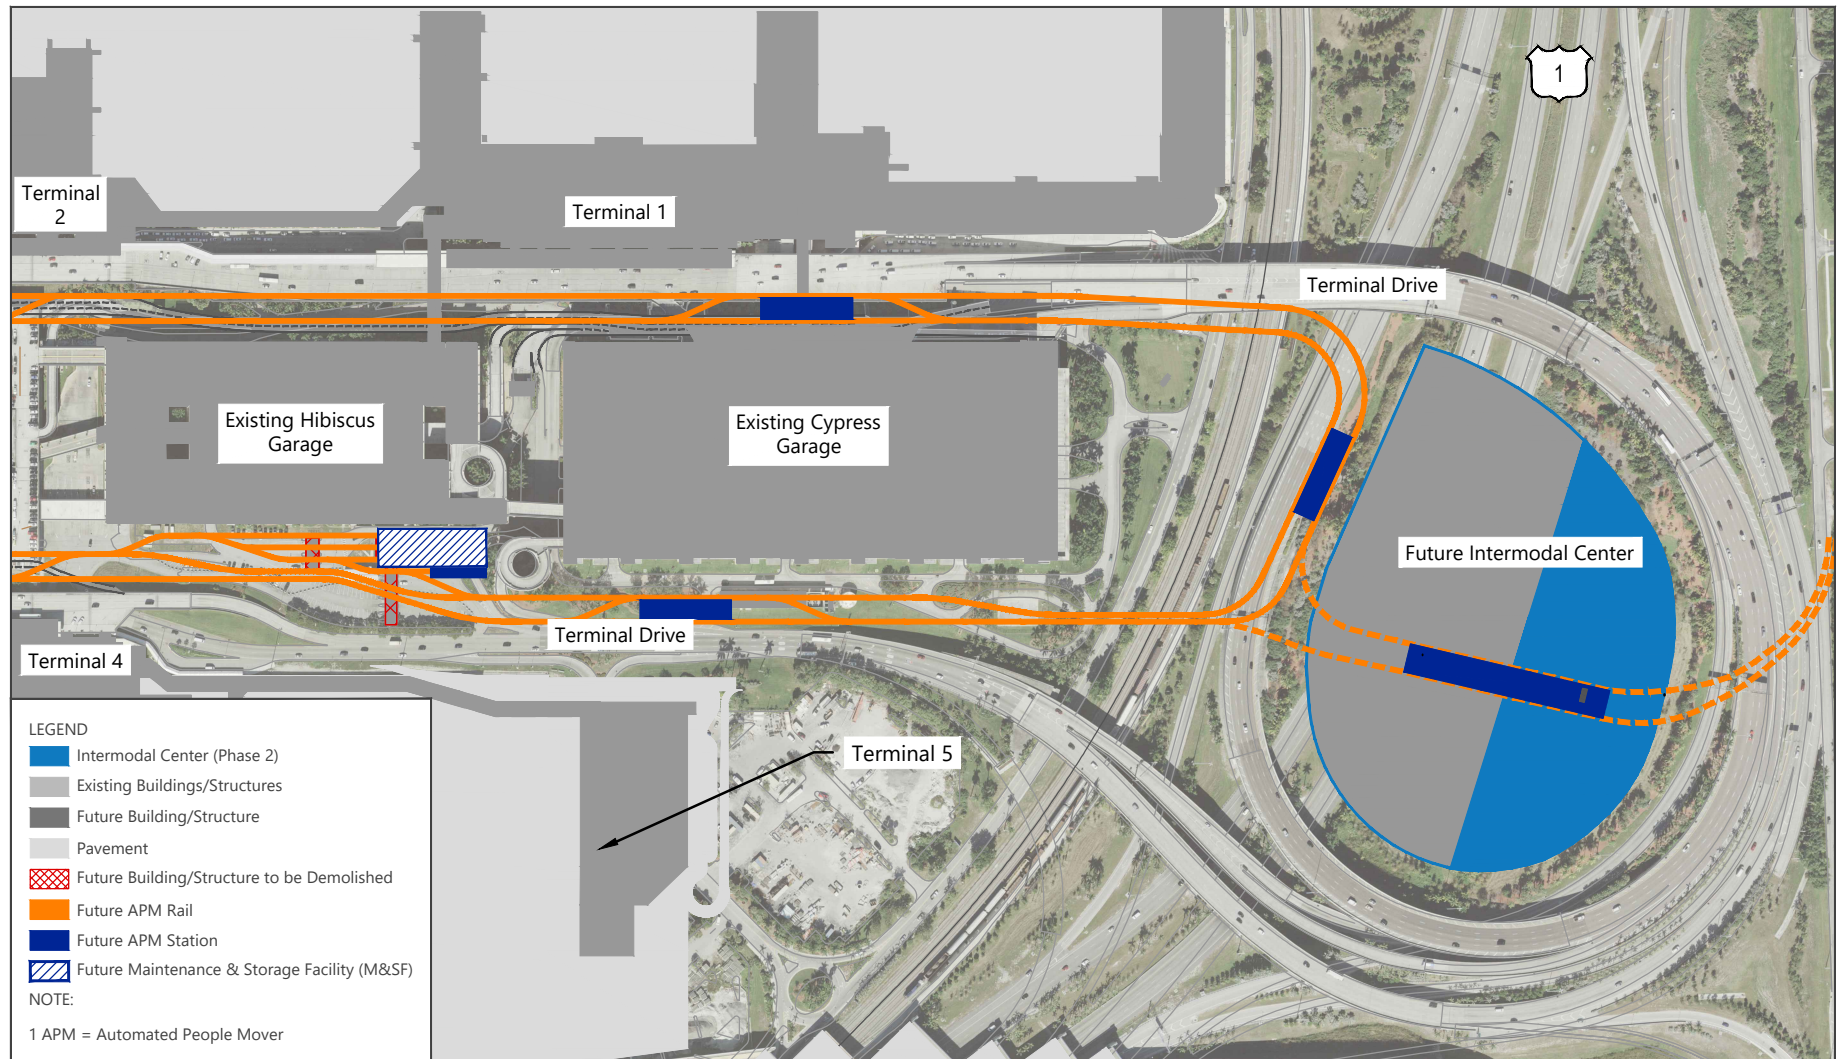 1
Terminal
2
Terminal 1
Terminal Drive
Existing Hibiscus
Garage
Existing Cypress
Garage
Future Intermodal Center
Terminal Drive
Terminal 4
Terminal 5
LEGEND
Intermodal Center (Phase 2)
Existing Buildings/Structures
Future Building/Structure
Pavement
Future Building/Structure to be Demolished
Future APM Rail
Future APM Station
Future Maintenance & Storage Facility (M&SF)
NOTE:
1 APM = Automated People Mover